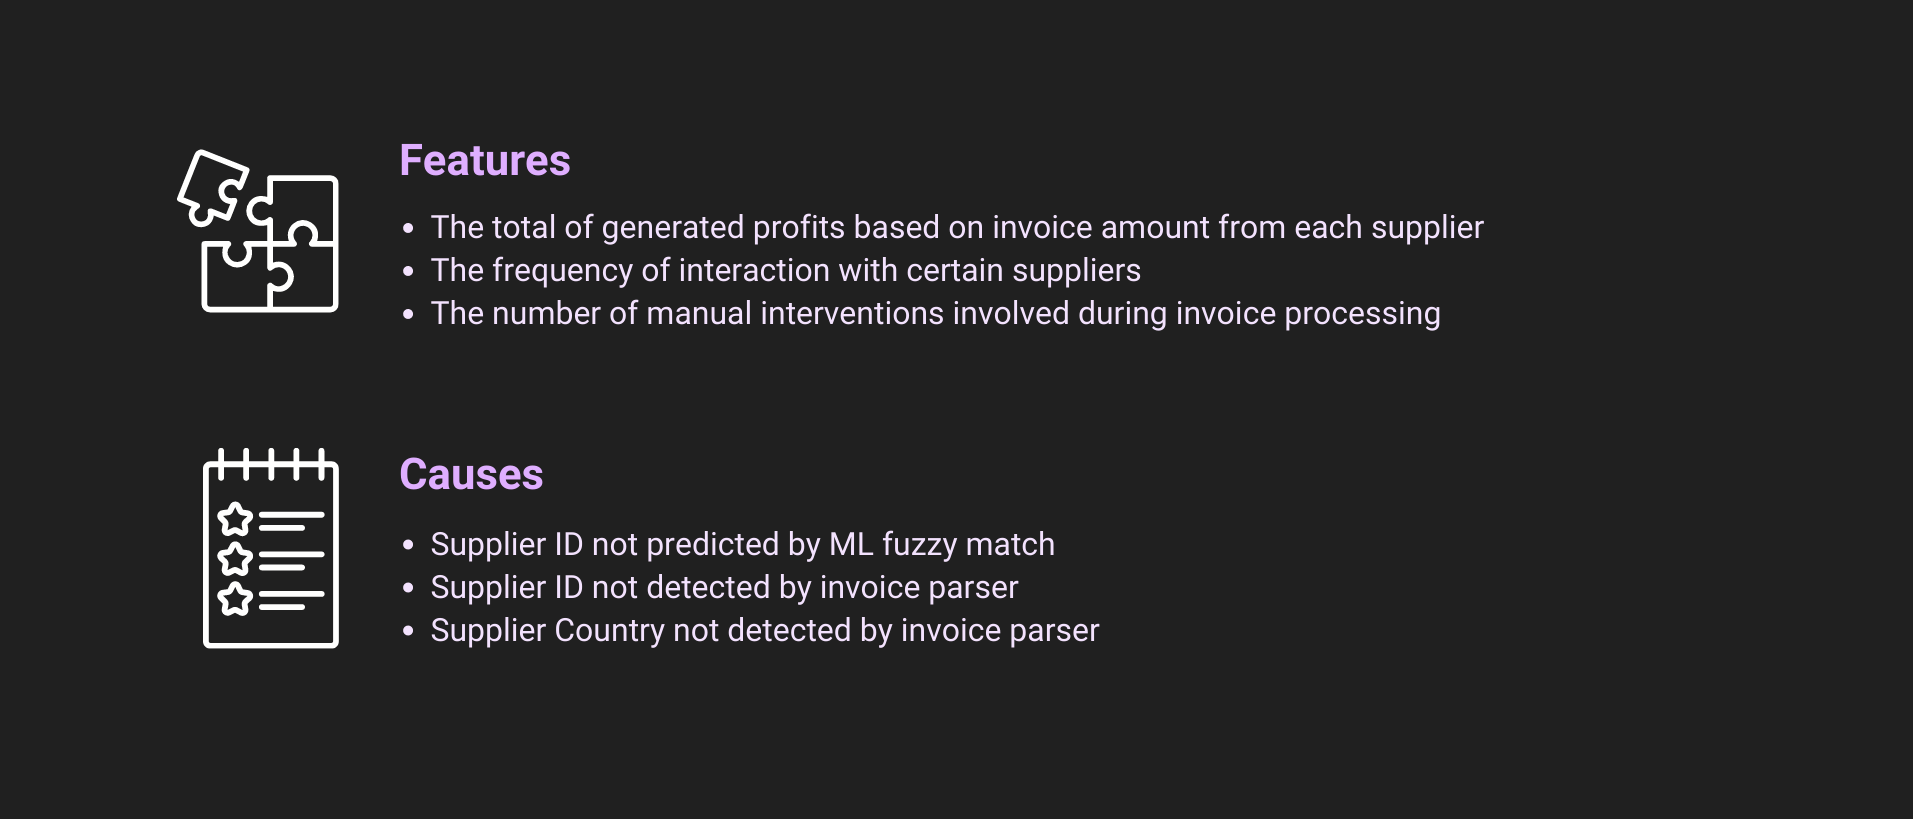 Features
• The total of generated profits based on invoice amount from each supplier
• The frequency of interaction with certain suppliers
• The number of manual interventions involved during invoice processing
Causes
• Supplier ID not predicted by ML fuzzy match
• Supplier ID not detected by invoice parser
• Supplier Country not detected by invoice parser